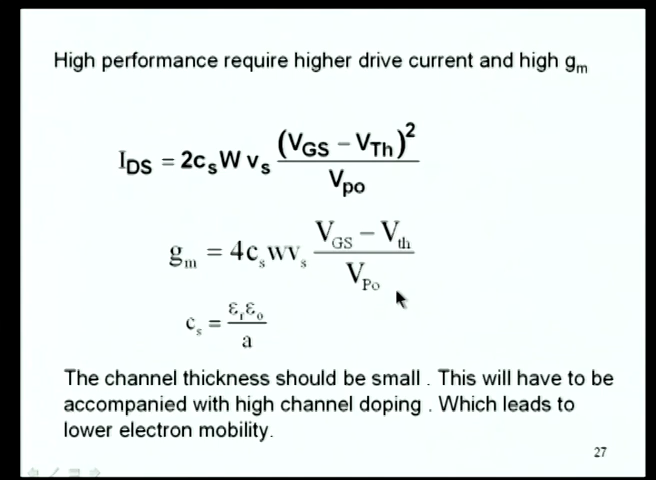 High performance require higher drive current and high gm
IDS = 2csW vs (VGS – VTh)² / Vpo
gm = 4cswvs VGS – Vth / VPo
cs = εrεo / a
The channel thickness should be small . This will have to be
accompanied with high channel doping . Which leads to
lower electron mobility.
27